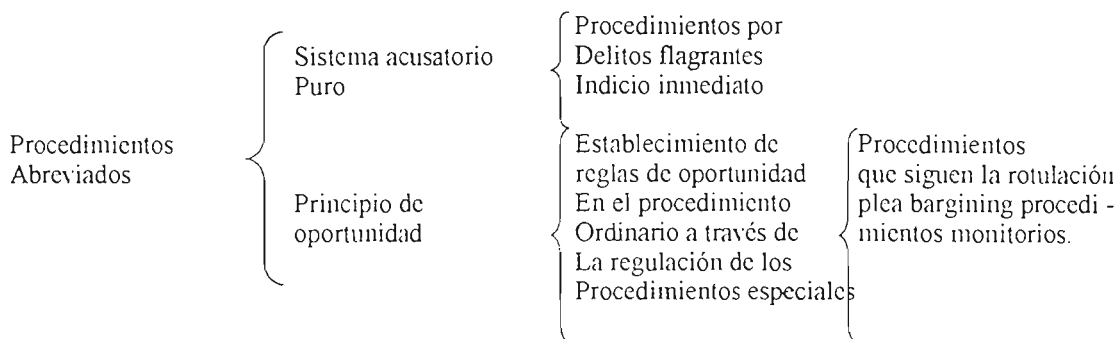 Procedimientos
Abreviados
Sistema acusatorio
Puro
Procedimientos por
Delitos flagrantes
Indicio inmediato
Principio de
oportunidad
Establecimiento de
reglas de oportunidad
En el procedimiento
Ordinario a través de
La regulación de los
Procedimientos especiales
Procedimientos
que siguen la rotulación
plea bargining procedi -
mientos monitorios.